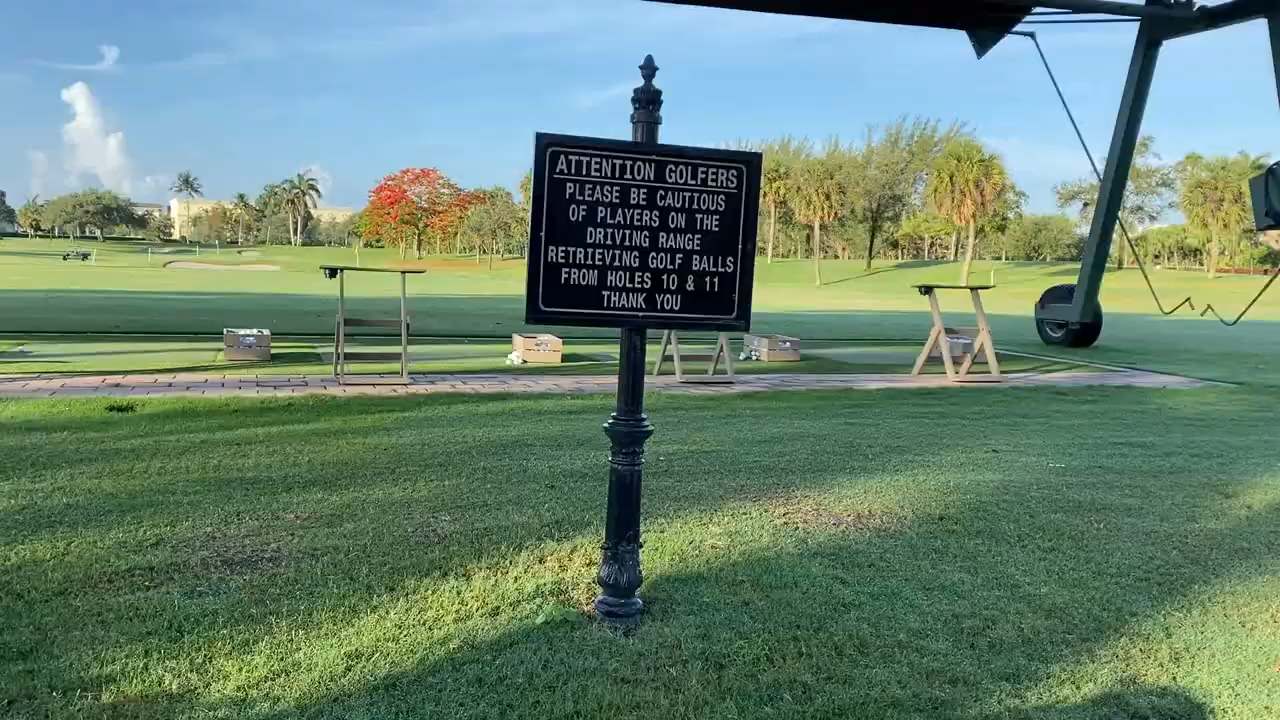 ATTENTION GOLFERS
PLEASE BE CAUTIOUS
OF PLAYERS ON THE
DRIVING RANGE
RETRIEVING GOLF BALLS
FROM HOLES 10 & 11
THANK YOU